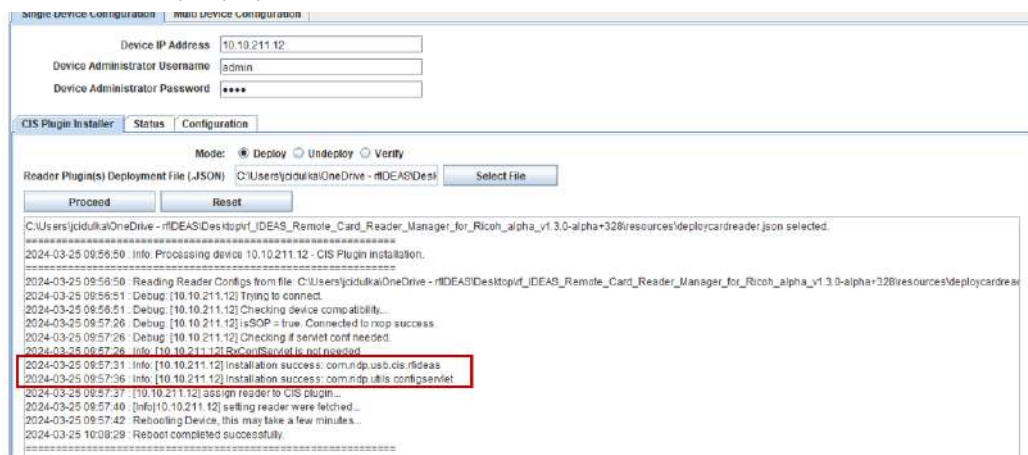 Single Device Configuration Multi Device Configuration
Device IP Address 10.10.211.12
Device Administrator Username admin
Device Administrator Password ●●●●
CIS Plugin Installer Status Configuration
Mode: Deploy Undeploy Verify
Reader Plugin(s) Deployment File (.JSON) C:\Users\jcidulka\OneDrive - rfIDEAS\Desk Select File
Proceed Reset
C:\Users\jcidulka\OneDrive - rfIDEAS\Desktop\rf_IDEAS_Remote_Card_Reader_Manager_for_Ricoh_alpha_v1.3.0-alpha+328\resources\deploycardreader.json selected.
2024-03-25 09:56:50 : Info: Processing device 10.10.211.12 - CIS Plugin installation.
2024-03-25 09:56:50 : Reading Reader Configs from file: C:\Users\jcidulka\OneDrive - rfIDEAS\Desktop\rf_IDEAS_Remote_Card_Reader_Manager_for_Ricoh_alpha_v1.3.0-alpha+328\resources\deploycardrea
2024-03-25 09:56:51 : Debug: [10.10.211.12] Trying to connect.
2024-03-25 09:56:51 : Debug: [10.10.211.12] Checking device compatibility...
2024-03-25 09:57:26 : Debug: [10.10.211.12] isSOP = true. Connected to rxop success.
2024-03-25 09:57:26 : Debug: [10.10.211.12] Checking if servlet conf needed.
2024-03-25 09:57:26 : Info: [10.10.211.12] RxConfServlet is not needed
2024-03-25 09:57:31 : Info: [10.10.211.12] Installation success: com.ndp.usb.cis.rfideas
2024-03-25 09:57:36 : Info: [10.10.211.12] Installation success: com.ndp.utils.configservlet
2024-03-25 09:57:37 : [10.10.211.12] assign reader to CIS plugin...
2024-03-25 09:57:40 : [Info]10.10.211.12] setting reader were fetched...
2024-03-25 09:57:42 : Rebooting Device, this may take a few minutes...
2024-03-25 10:08:29 : Reboot completed successfully.